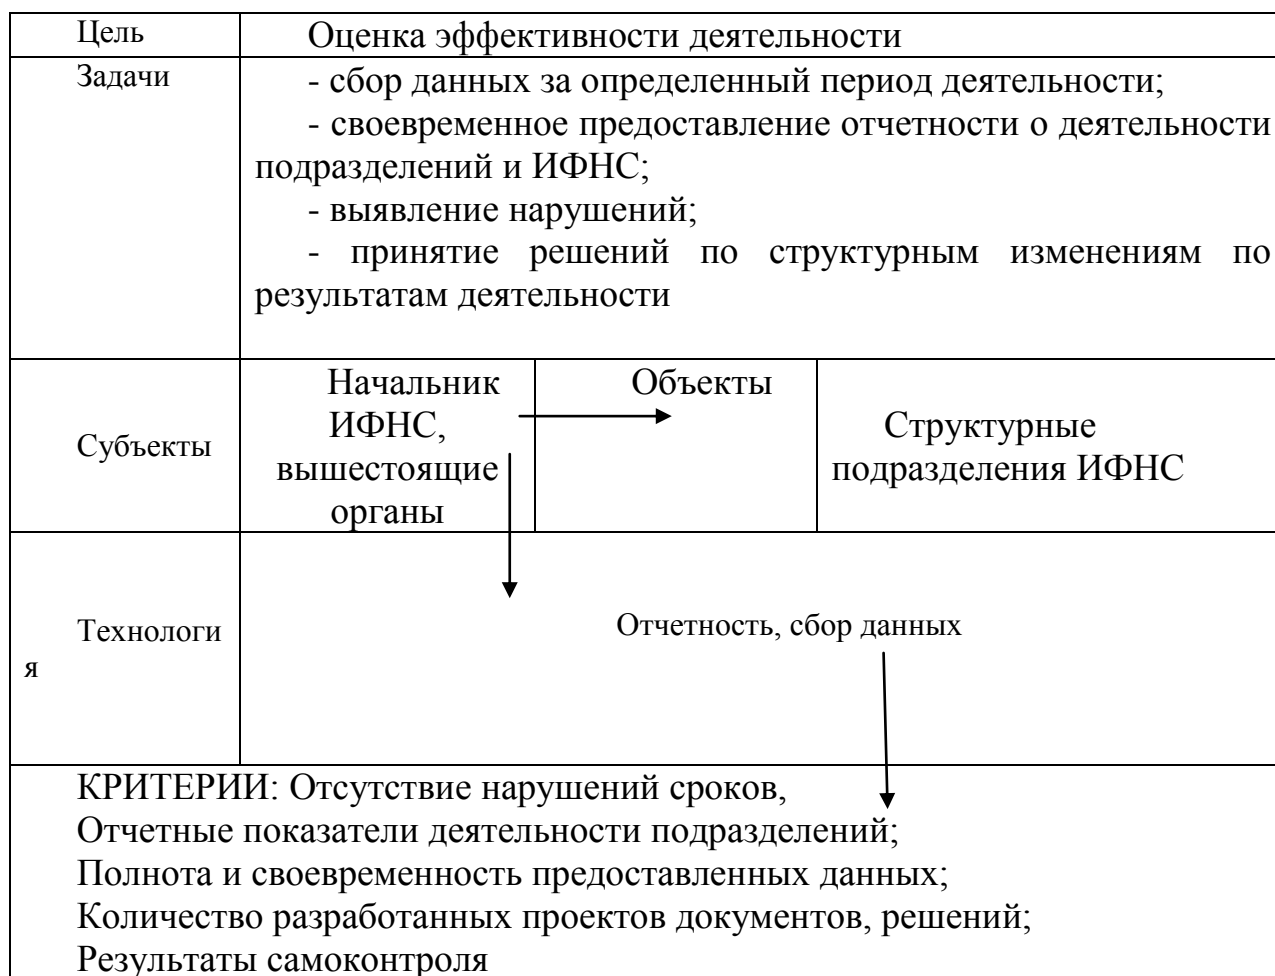 Цель
Оценка эффективности деятельности
Задачи
- сбор данных за определенный период деятельности;
- своевременное предоставление отчетности о деятельности
подразделений и ИФНС;
- выявление нарушений;
- принятие решений по структурным изменениям по
результатам деятельности
Субъекты
Начальник
ИФНС,
вышестоящие
органы
Объекты
Структурные
подразделения ИФНС
Технологи
я
Отчетность, сбор данных
КРИТЕРИИ: Отсутствие нарушений сроков,
Отчетные показатели деятельности подразделений;
Полнота и своевременность предоставленных данных;
Количество разработанных проектов документов, решений;
Результаты самоконтроля